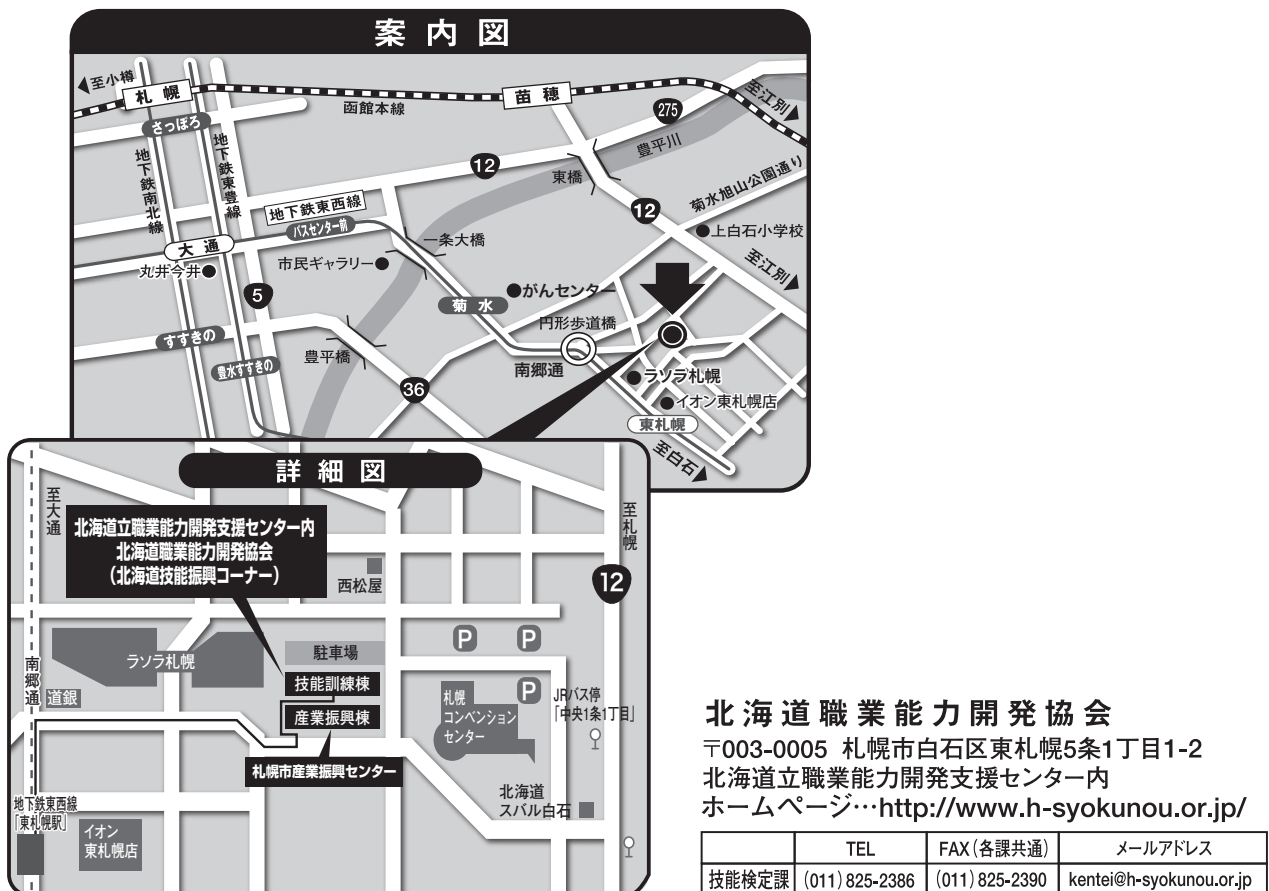 案内図
至小樽
札幌
さっぽろ
函館本線
苗穂
275
至江別
豊平川
地下鉄南北線
地下鉄東豊線
12
東橋
菊水旭山公園通り
地下鉄東西線
バスセンター前
12
上白石小学校
大通
一条大橋
丸井今井
市民ギャラリー
至江別
5
菊水
がんセンター
円形歩道橋
すすきの
豊平橋
豊水すすきの
南郷通
36
ラソラ札幌
イオン東札幌店
東札幌
至白石
詳細図
至大通
北海道立職業能力開発支援センター内
北海道職業能力開発協会
(北海道技能振興コーナー)
西松屋
至札幌
12
南郷通
ラソラ札幌
駐車場
P
P
道銀
技能訓練棟
産業振興棟
札幌
コンベンション
センター
P
JRバス停
「中央1条1丁目」
札幌市産業振興センター
地下鉄東西線
「東札幌駅」
イオン
東札幌店
北海道
スバル白石
北海道職業能力開発協会
〒003-0005 札幌市白石区東札幌5条1丁目1-2
北海道立職業能力開発支援センター内
ホームページ…http://www.h-syokunou.or.jp/
TEL FAX(各課共通) メールアドレス
技能検定課 (011)825-2386 (011)825-2390 kentei@h-syokunou.or.jp